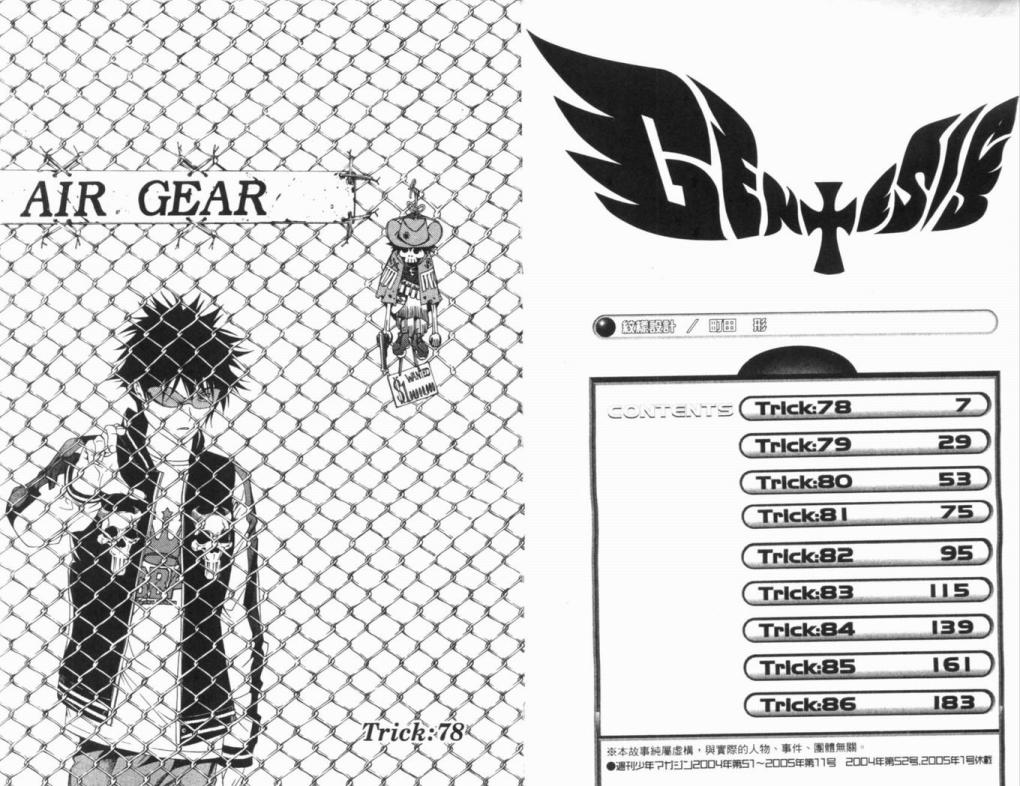 AIR GEAR
WANTED
Trick:78
GENESIS
紋樣設計 / 町田 形
CONTENTS
Trick:78 7
Trick:79 29
Trick:80 53
Trick:81 75
Trick:82 95
Trick:83 115
Trick:84 139
Trick:85 161
Trick:86 183
※本故事純屬虛構，與實際的人物、事件、團體無關。
●週刊少年マガジン2004年第51～2005年第11号 2004年第52号,2005年1号休載